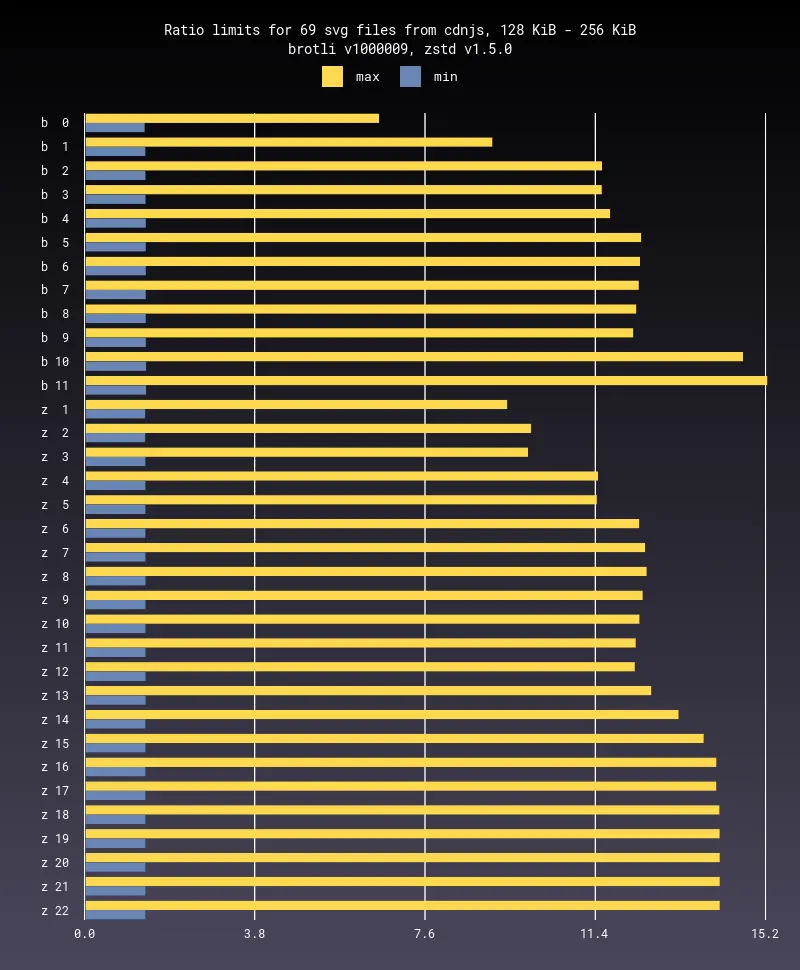 Ratio limits for 69 svg files from cdnjs, 128 KiB - 256 KiB
brotli v1000009, zstd v1.5.0
max min
b 0
b 1
b 2
b 3
b 4
b 5
b 6
b 7
b 8
b 9
b 10
b 11
z 1
z 2
z 3
z 4
z 5
z 6
z 7
z 8
z 9
z 10
z 11
z 12
z 13
z 14
z 15
z 16
z 17
z 18
z 19
z 20
z 21
z 22
0.0 3.8 7.6 11.4 15.2